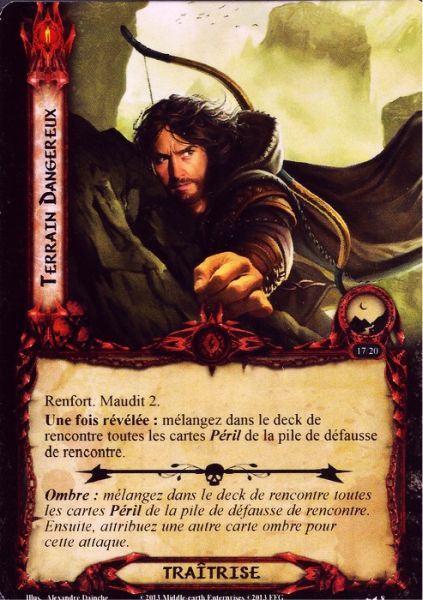 TERRAIN DANGEREUX
17/20
Renfort. Maudit 2.
Une fois révélée : mélangez dans le deck de
rencontre toutes les cartes Péril de la pile de défausse
de rencontre.
Ombre : mélangez dans le deck de rencontre toutes
les cartes Péril de la pile de défausse de rencontre.
Ensuite, attribuez une autre carte ombre pour
cette attaque.
TRAÎTRISE
Illus. Alexandre Dainche ©2013 Middle-earth Enterprises ©2013 FFG